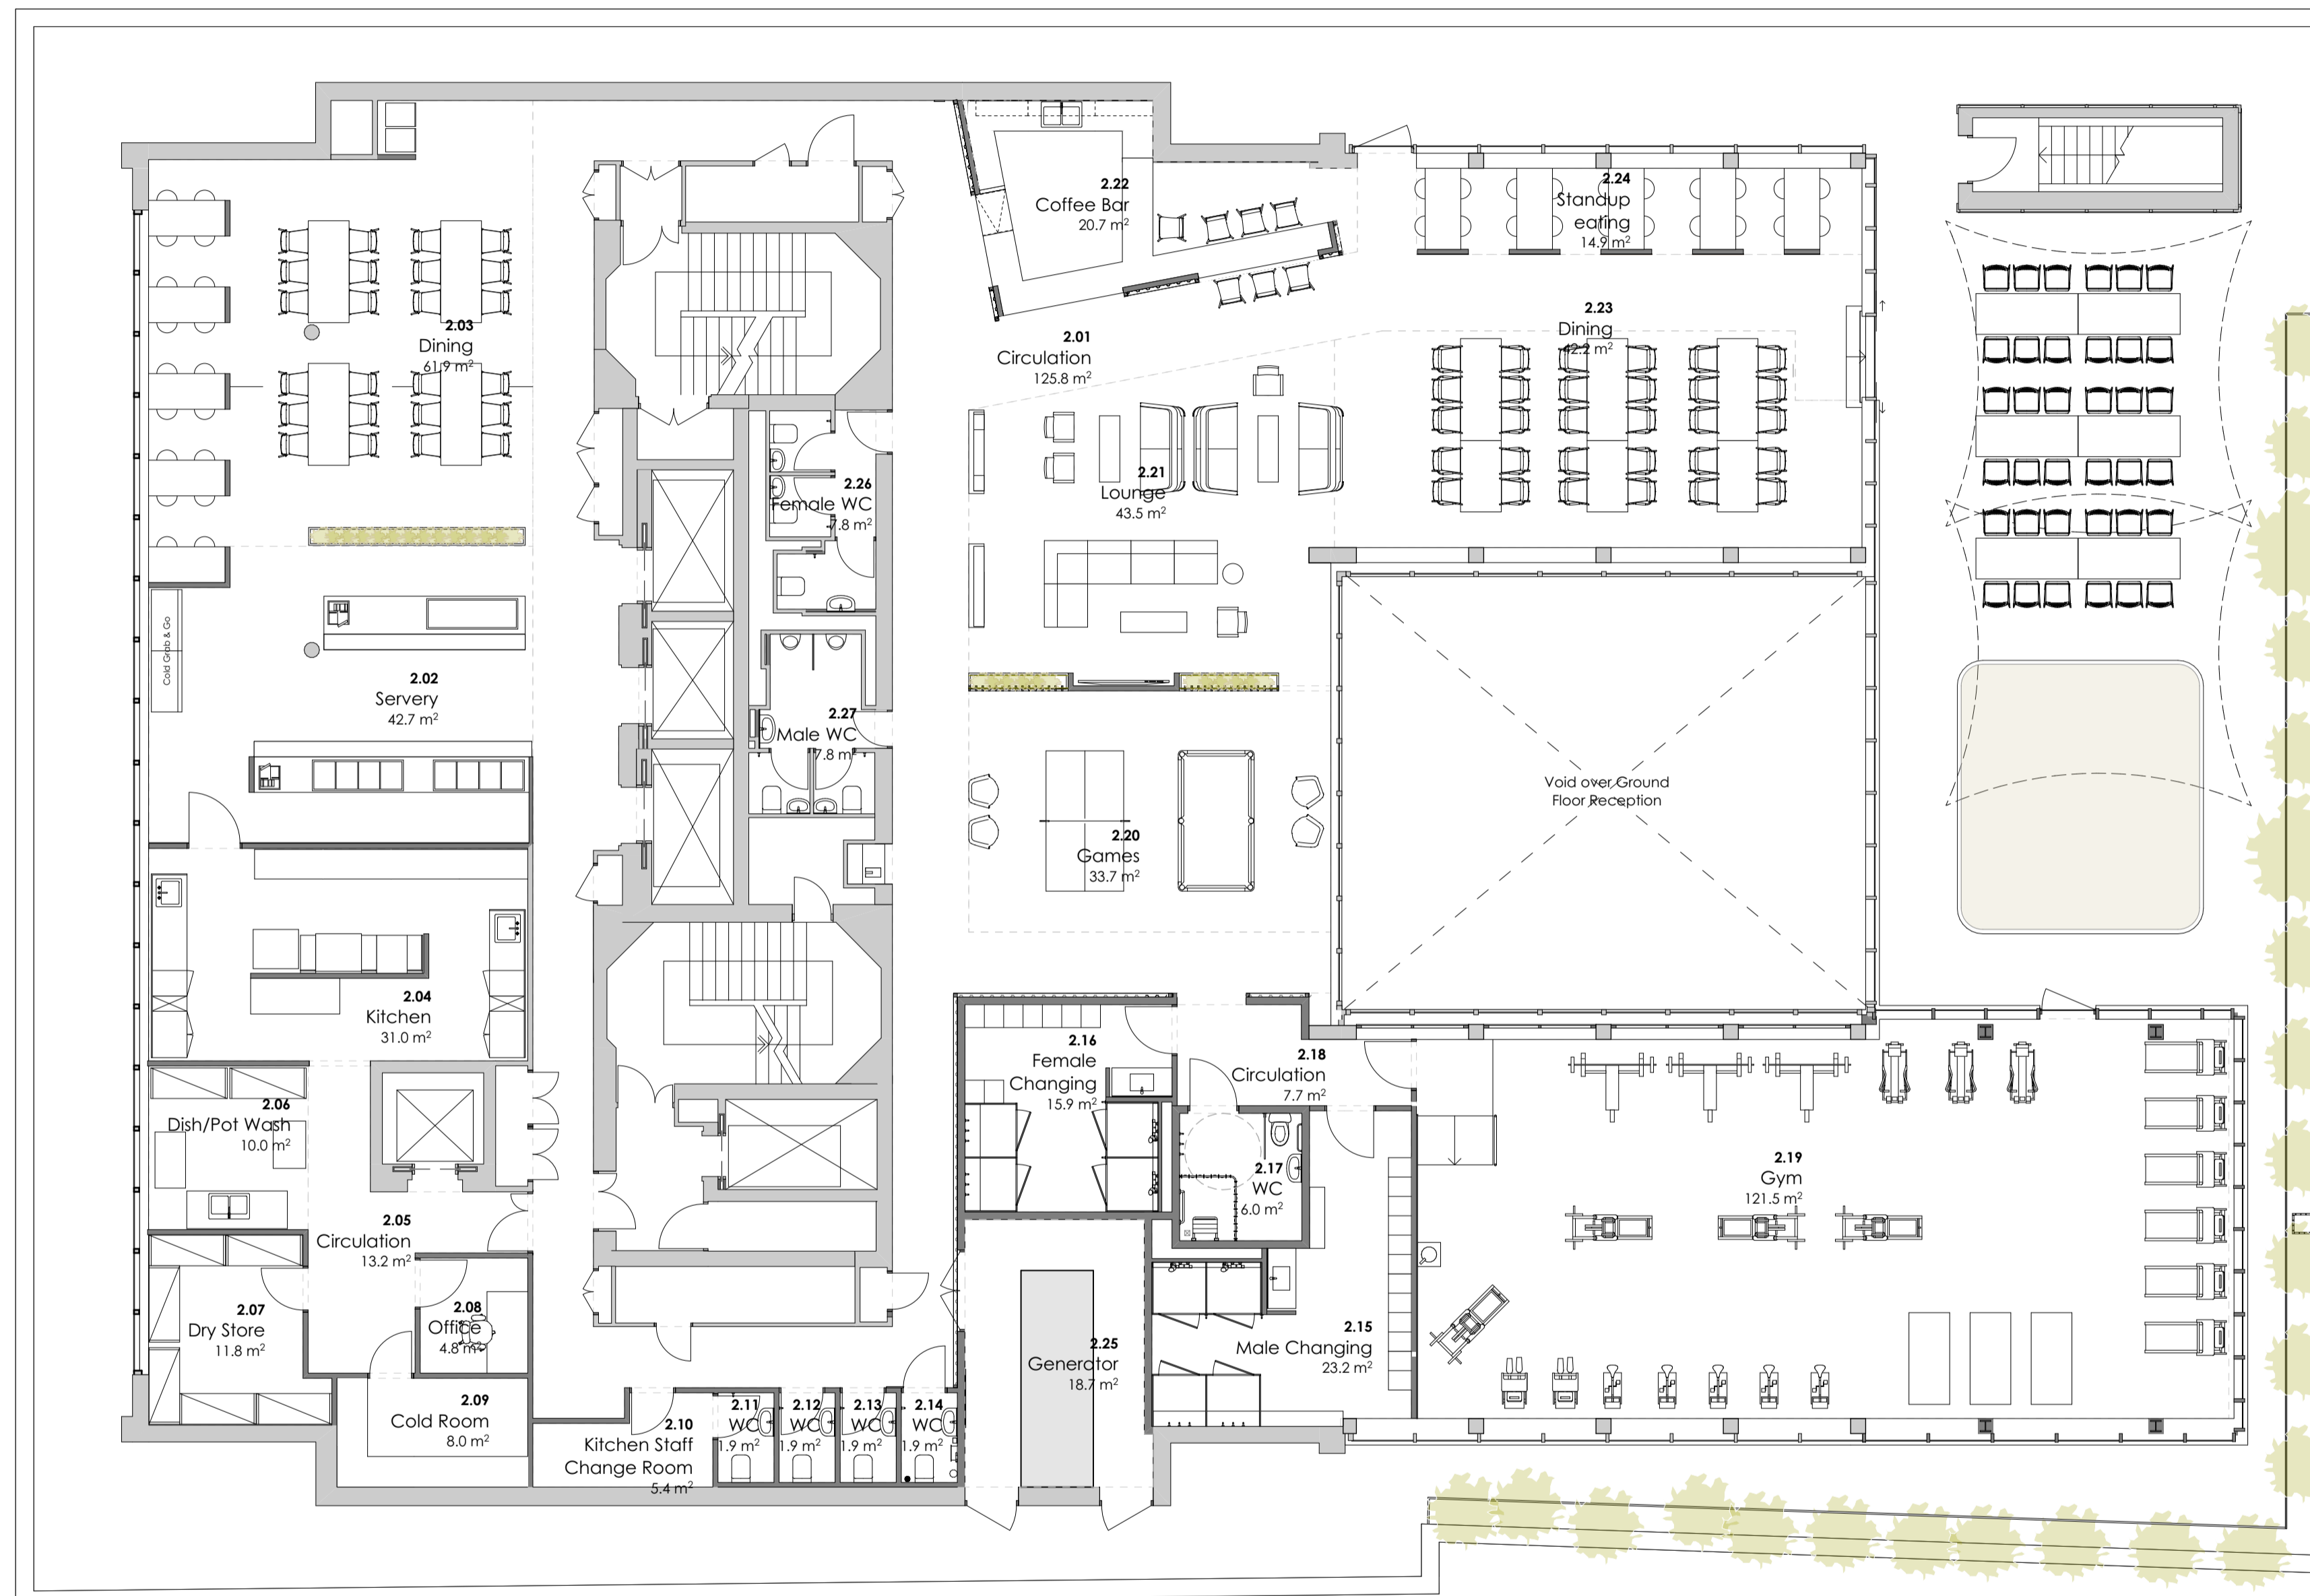 2.22
Coffee Bar
20.7 m²
2.24
Standup
eating
14.9 m²
2.03
Dining
61.9 m²
2.01
Circulation
125.8 m²
2.23
Dining
42.2 m²
2.26
Female WC
7.8 m²
2.21
Lounge
43.5 m²
Cold Grab & Go
2.02
Servery
42.7 m²
2.27
Male WC
7.8 m²
Void over Ground
Floor Reception
2.20
Games
33.7 m²
2.04
Kitchen
31.0 m²
2.16
Female
Changing
15.9 m²
2.18
Circulation
7.7 m²
2.06
Dish/Pot Wash
10.0 m²
2.17
WC
6.0 m²
2.19
Gym
121.5 m²
2.05
Circulation
13.2 m²
2.07
Dry Store
11.8 m²
2.08
Office
4.8 m²
2.25
Generator
18.7 m²
2.15
Male Changing
23.2 m²
2.09
Cold Room
8.0 m²
2.10
Kitchen Staff
Change Room
5.4 m²
2.11
WC
1.9 m²
2.12
WC
1.9 m²
2.13
WC
1.9 m²
2.14
WC
1.9 m²